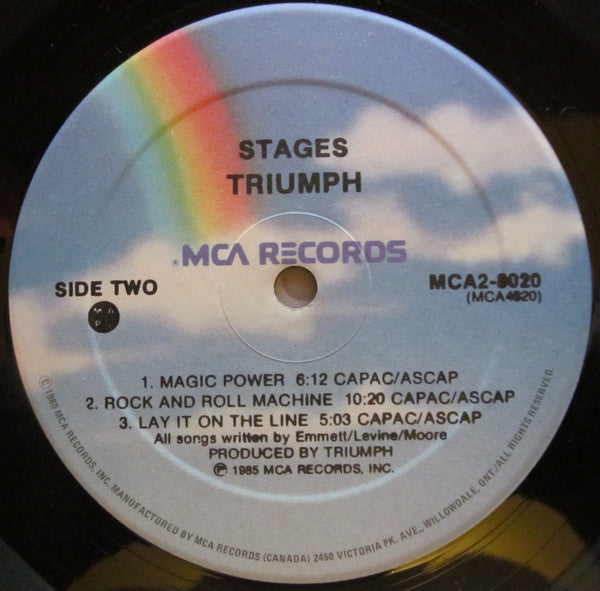 STAGES
TRIUMPH
® MCA RECORDS
SIDE TWO
MCA2-8020
(MCA4820)
1. MAGIC POWER 6:12 CAPAC/ASCAP
2. ROCK AND ROLL MACHINE 10:20 CAPAC/ASCAP
3. LAY IT ON THE LINE 5:03 CAPAC/ASCAP
All songs written by Emmett/Levine/Moore
PRODUCED BY TRIUMPH
℗ 1985 MCA RECORDS, INC.
© 1980 MCA RECORDS, INC. MANUFACTURED BY MCA RECORDS (CANADA) 2450 VICTORIA PK. AVE., WILLOWDALE, ONT./ALL RIGHTS RESERVED.